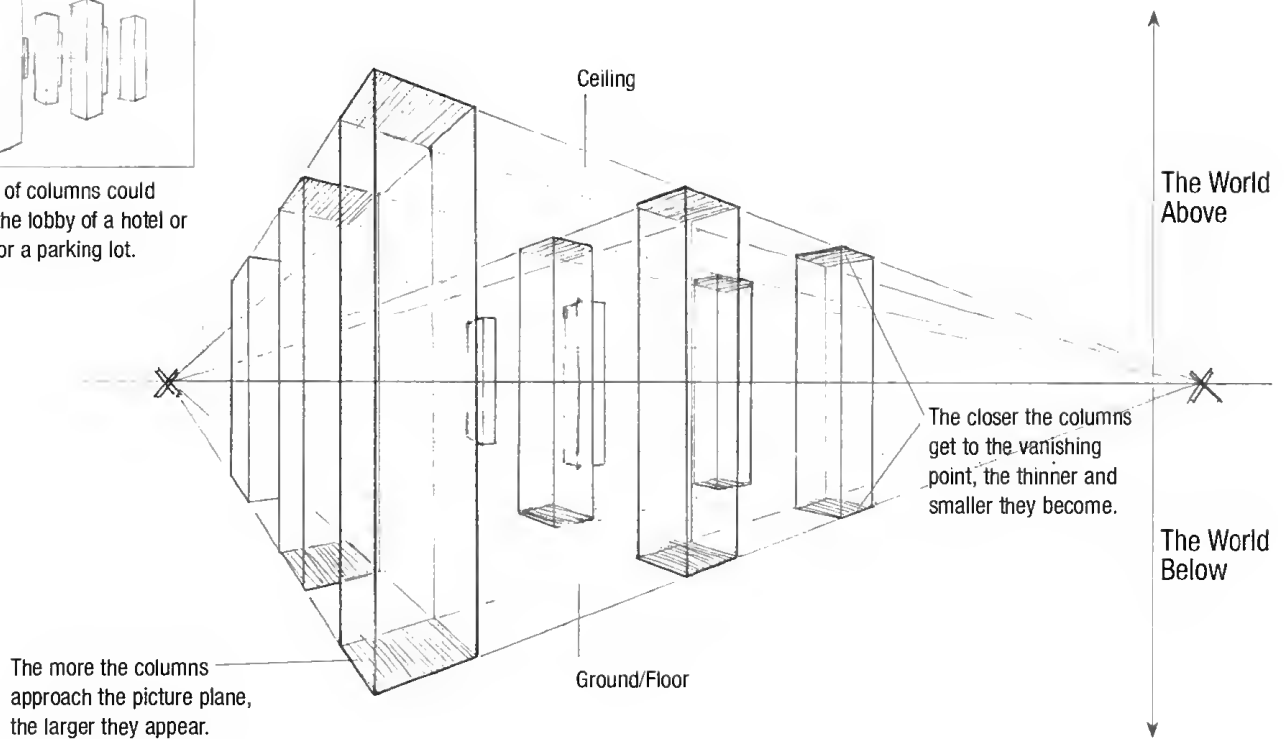 of columns could
the lobby of a hotel or
or a parking lot.
Ceiling
The World
Above
The closer the columns
get to the vanishing
point, the thinner and
smaller they become.
The World
Below
Ground/Floor
The more the columns
approach the picture plane,
the larger they appear.